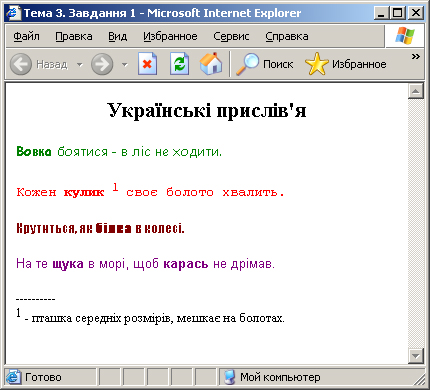 Тема 3. Завдання 1 - Microsoft Internet Explorer
Файл Правка Вид Избранное Сервис Справка
Назад Поиск Избранное »
Українські прислів'я
Вовка боятися - в ліс не ходити.
Кожен кулик 1 своє болото хвалить.
Крутиться, як білка в колесі.
На те щука в морі, щоб карась не дрімав.
----------
1 - пташка середніх розмірів, мешкає на болотах.
Готово Мой компьютер